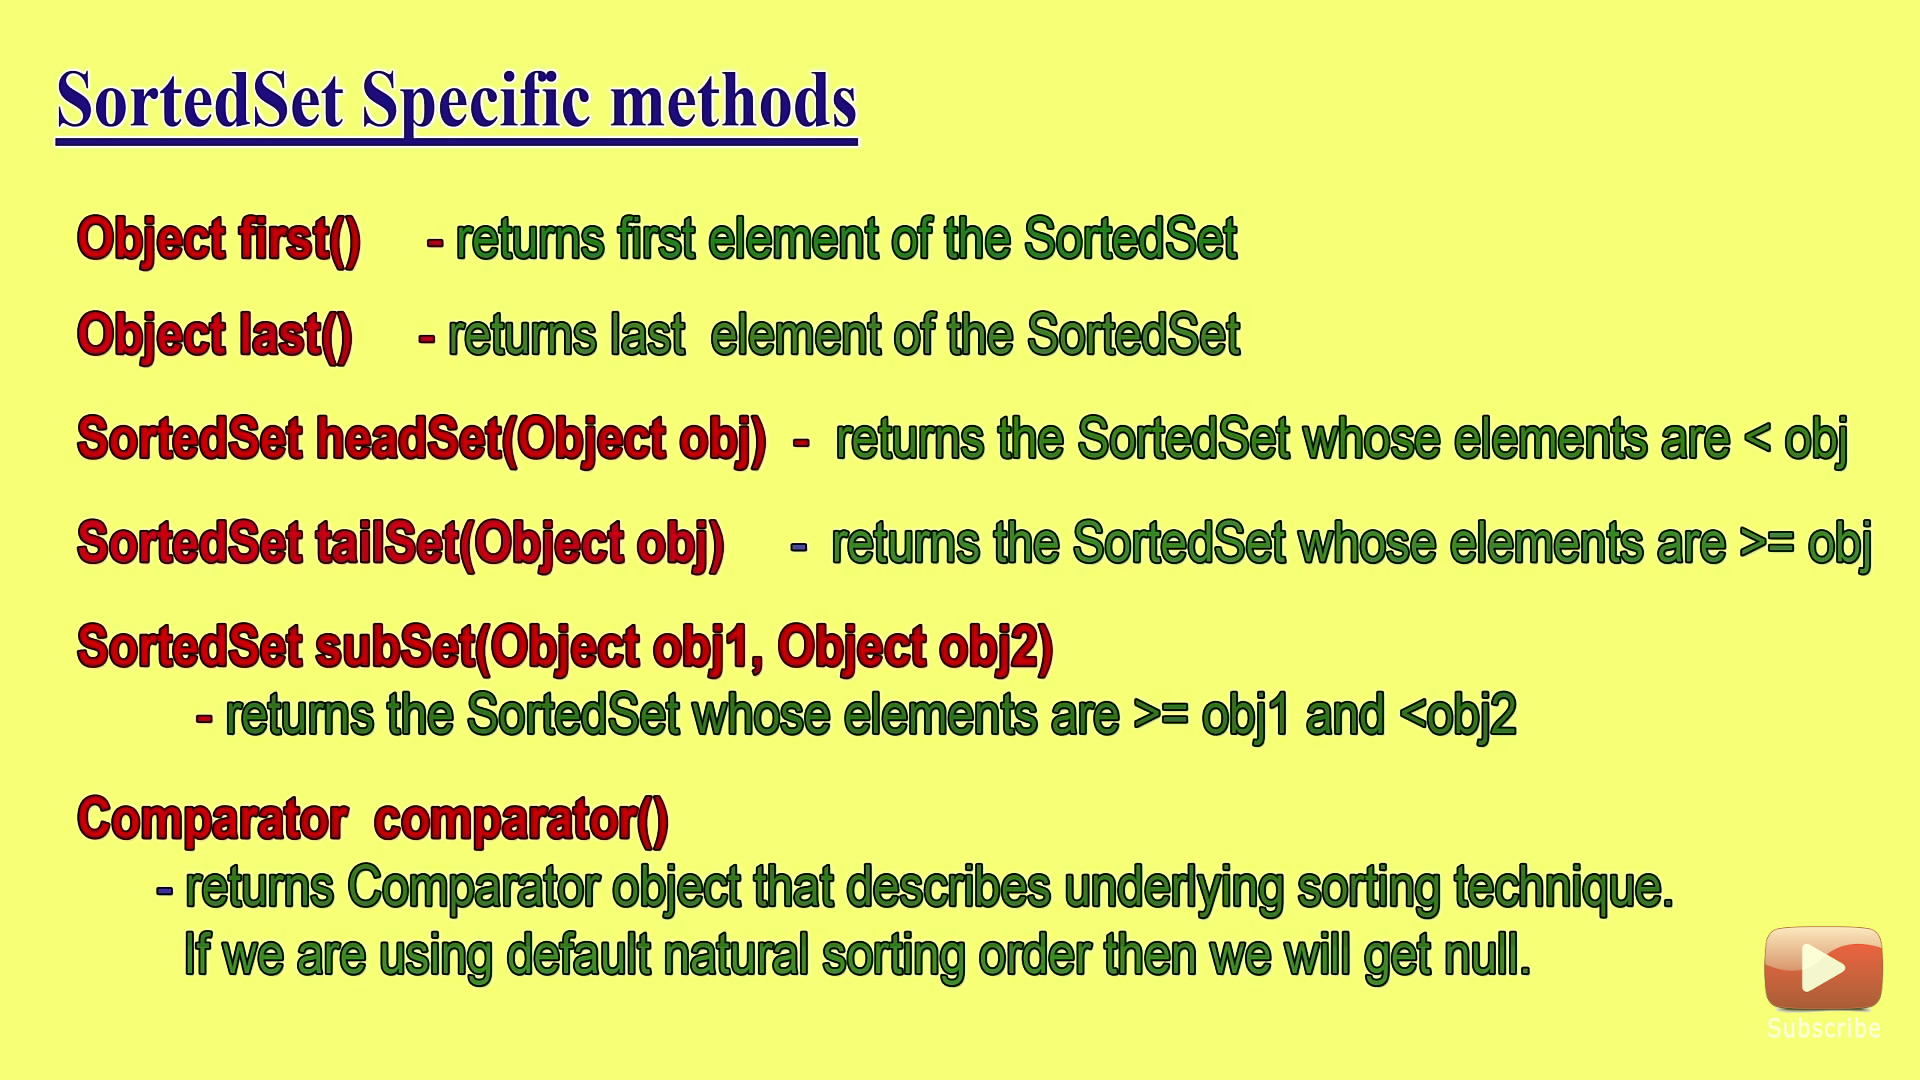 SortedSet Specific methods
Object first() - returns first element of the SortedSet
Object last() - returns last element of the SortedSet
SortedSet headSet(Object obj) - returns the SortedSet whose elements are < obj
SortedSet tailSet(Object obj) - returns the SortedSet whose elements are >= obj
SortedSet subSet(Object obj1, Object obj2)
- returns the SortedSet whose elements are >= obj1 and <obj2
Comparator comparator()
- returns Comparator object that describes underlying sorting technique.
If we are using default natural sorting order then we will get null.
Subscribe